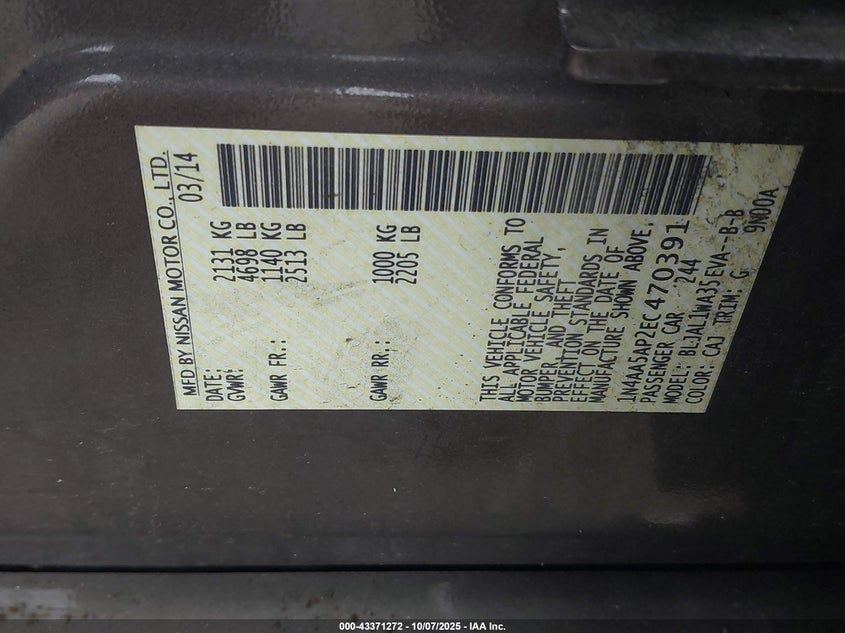 MFD BY NISSAN MOTOR CO., LTD.
DATE: 03/14
GVWR: 2131 KG
4698 LB
GAWR FR.: 1140 KG
2513 LB
GAWR RR.: 1000 KG
2205 LB
THIS VEHICLE CONFORMS TO
ALL APPLICABLE FEDERAL
MOTOR VEHICLE SAFETY,
BUMPER, AND THEFT
PREVENTION STANDARDS IN
EFFECT ON THE DATE OF
MANUFACTURE SHOWN ABOVE.
1N4AA5AP2EC470391
PASSENGER CAR 244
MODEL: BLJAL1WA35EVA--B-B
COLOR: CAJ TRIM: G 9N00A
000-43371272 - 10/07/2025 - IAA Inc.